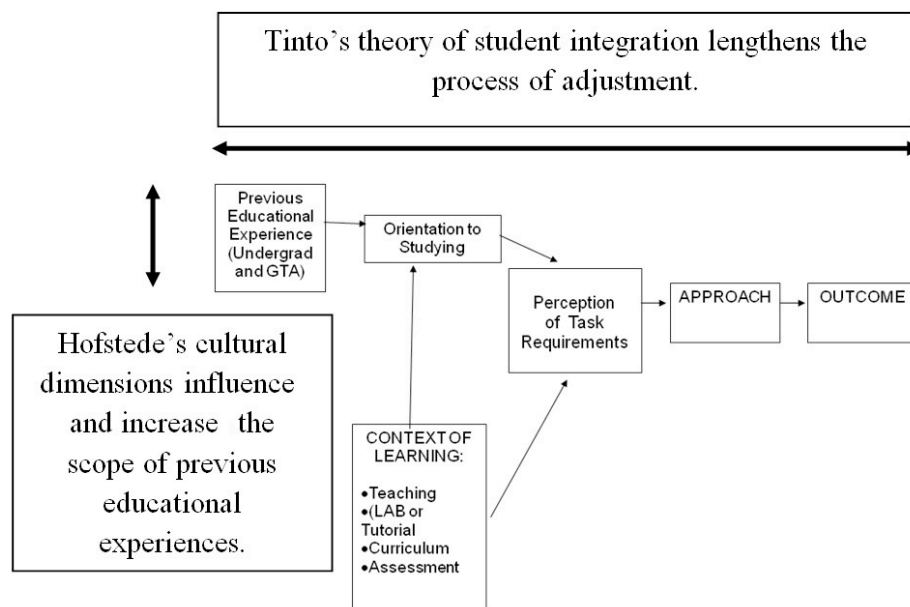 Tinto’s theory of student integration lengthens the
process of adjustment.
Previous
Educational
Experience
(Undergrad
and GTA)
Orientation to
Studying
Perception
of Task
Requirements
APPROACH
OUTCOME
Hofstede’s cultural
dimensions influence
and increase the
scope of previous
educational
experiences.
CONTEXT OF
LEARNING:
•Teaching
•(LAB or
Tutorial
•Curriculum
•Assessment